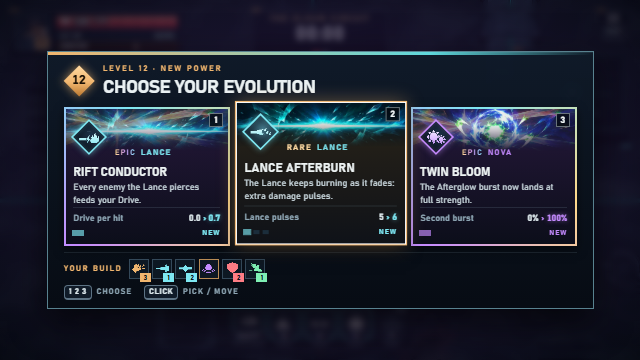 12
LEVEL 12 · NEW POWER
CHOOSE YOUR EVOLUTION
1
EPIC LANCE
RIFT CONDUCTOR
Every enemy the Lance pierces
feeds your Drive.
Drive per hit 0.0 › 0.7
NEW
2
RARE LANCE
LANCE AFTERBURN
The Lance keeps burning as it fades:
extra damage pulses.
Lance pulses 5 › 6
NEW
3
EPIC NOVA
TWIN BLOOM
The Afterglow burst now lands at
full strength.
Second burst 0% › 100%
NEW
YOUR BUILD 3 1 2 2 1
1 2 3 CHOOSE CLICK PICK / MOVE